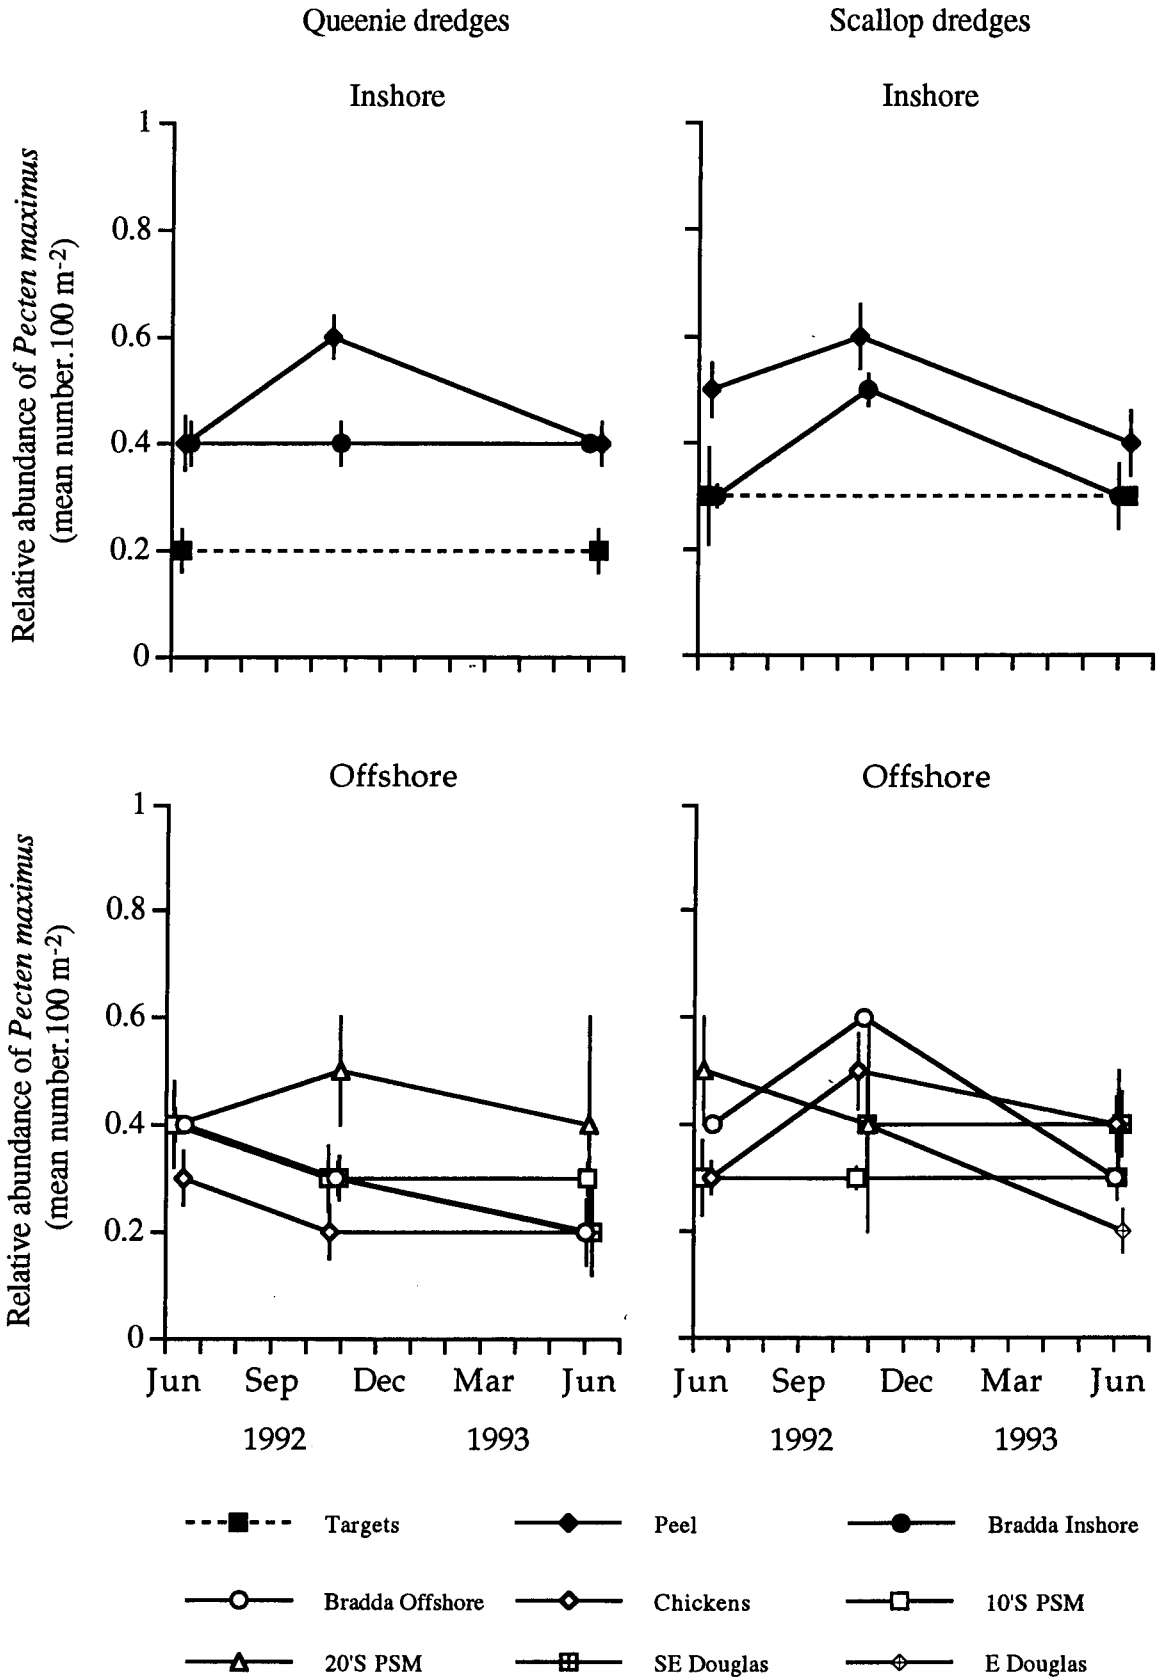 Queenie dredges
Scallop dredges
Inshore
Inshore
Relative abundance of Pecten maximus
(mean number.100 m-2)
1
0.8
0.6
0.4
0.2
0
Offshore
Offshore
Relative abundance of Pecten maximus
(mean number.100 m-2)
1
0.8
0.6
0.4
0.2
0
Jun Sep Dec Mar Jun
Jun Sep Dec Mar Jun
1992 1993
1992 1993
Targets
Peel
Bradda Inshore
Bradda Offshore
Chickens
10'S PSM
20'S PSM
SE Douglas
E Douglas